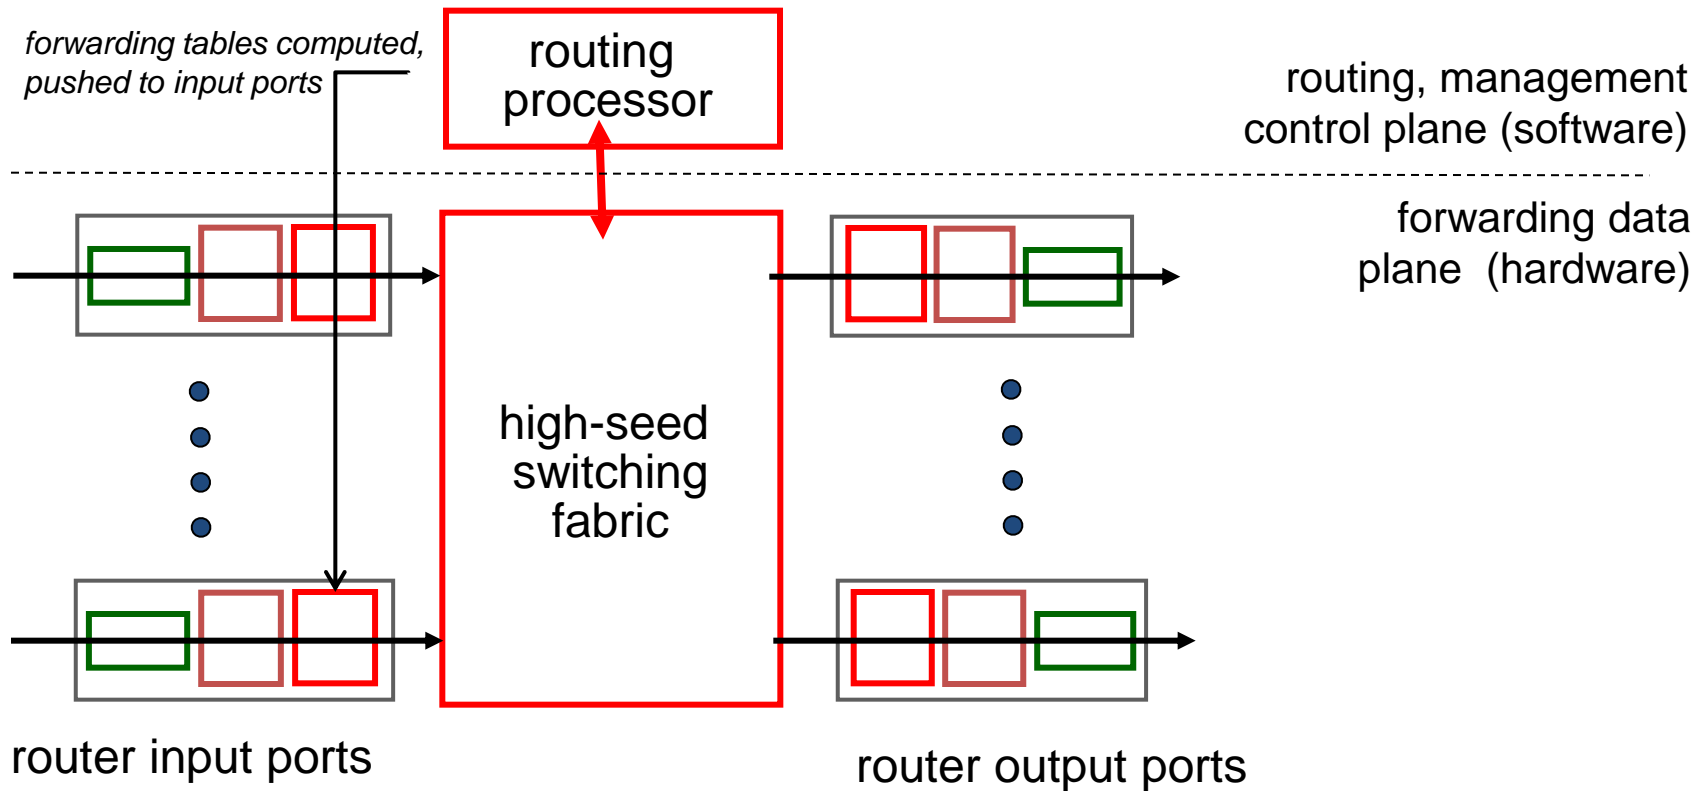 forwarding tables computed,
pushed to input ports
routing
processor
routing, management
control plane (software)
forwarding data
plane (hardware)
high-seed
switching
fabric
router input ports
router output ports